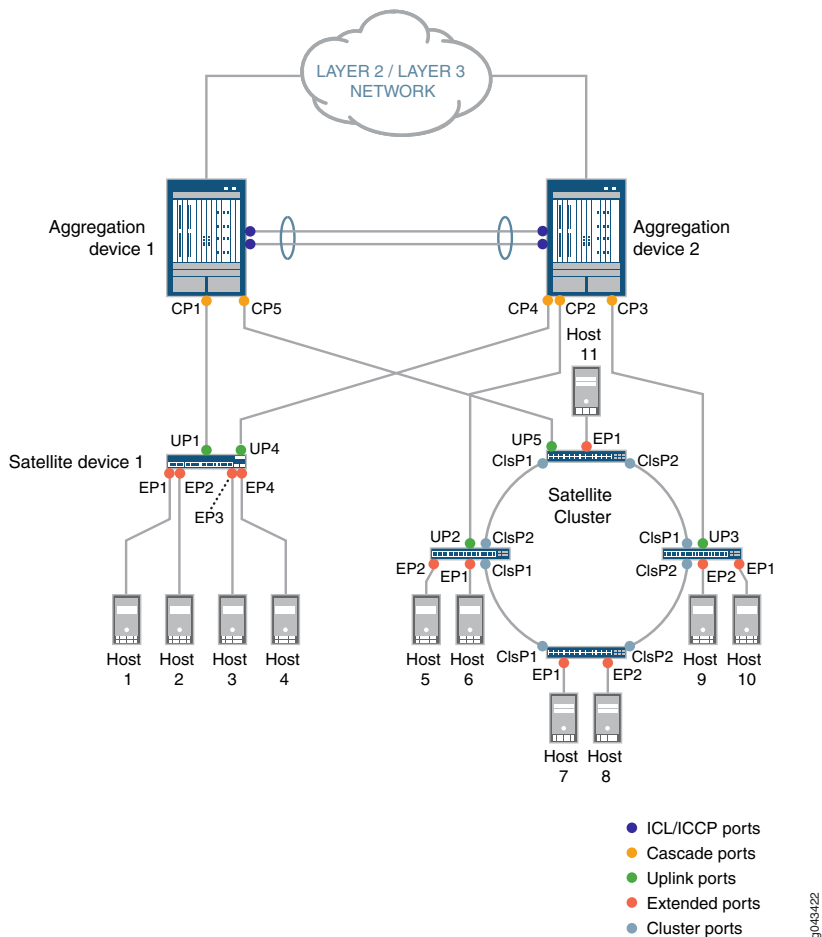 LAYER 2 / LAYER 3
NETWORK
Aggregation
device 1
Aggregation
device 2
CP1
CP5
CP4
CP2
CP3
Host
11
UP1
UP4
UP5
EP1
Satellite device 1
ClsP1
ClsP2
EP1
EP2
EP4
EP3
Satellite
Cluster
UP2
ClsP2
ClsP1
UP3
EP2
EP1
ClsP1
ClsP2
EP2
EP1
ClsP1
ClsP2
EP1
EP2
Host
1
Host
2
Host
3
Host
4
Host
5
Host
6
Host
9
Host
10
Host
7
Host
8
ICL/ICCP ports
Cascade ports
Uplink ports
Extended ports
Cluster ports
g043422